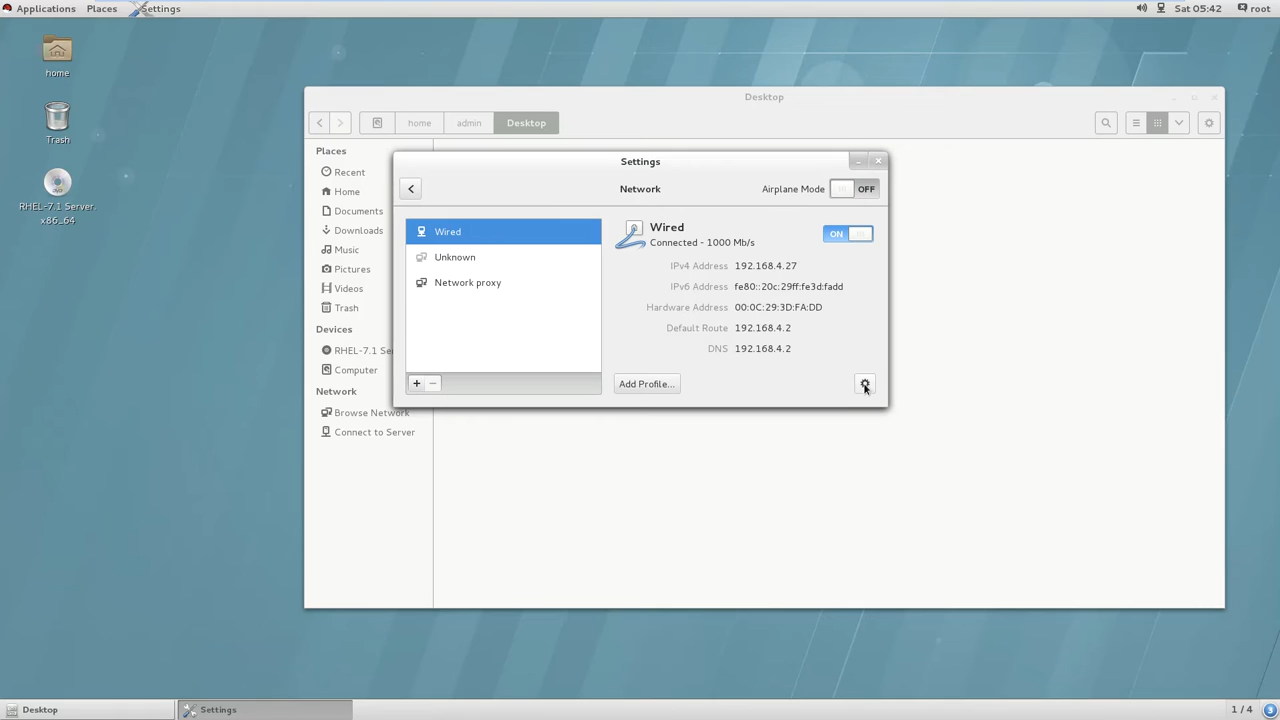 Applications Places Settings Sat 05:42 root
home
Trash
RHEL-7.1 Server.
x86_64
Desktop
home admin Desktop
Places
Recent
Home
Documents
Downloads
Music
Pictures
Videos
Trash
Devices
RHEL-7.1 Se
Computer
Network
Browse Network
Connect to Server
Settings
Network Airplane Mode OFF
Wired
Unknown
Network proxy
Wired
Connected - 1000 Mb/s
ON
IPv4 Address 192.168.4.27
IPv6 Address fe80::20c:29ff:fe3d:fadd
Hardware Address 00:0C:29:3D:FA:DD
Default Route 192.168.4.2
DNS 192.168.4.2
+ −
Add Profile...
Desktop Settings 1 / 4 3